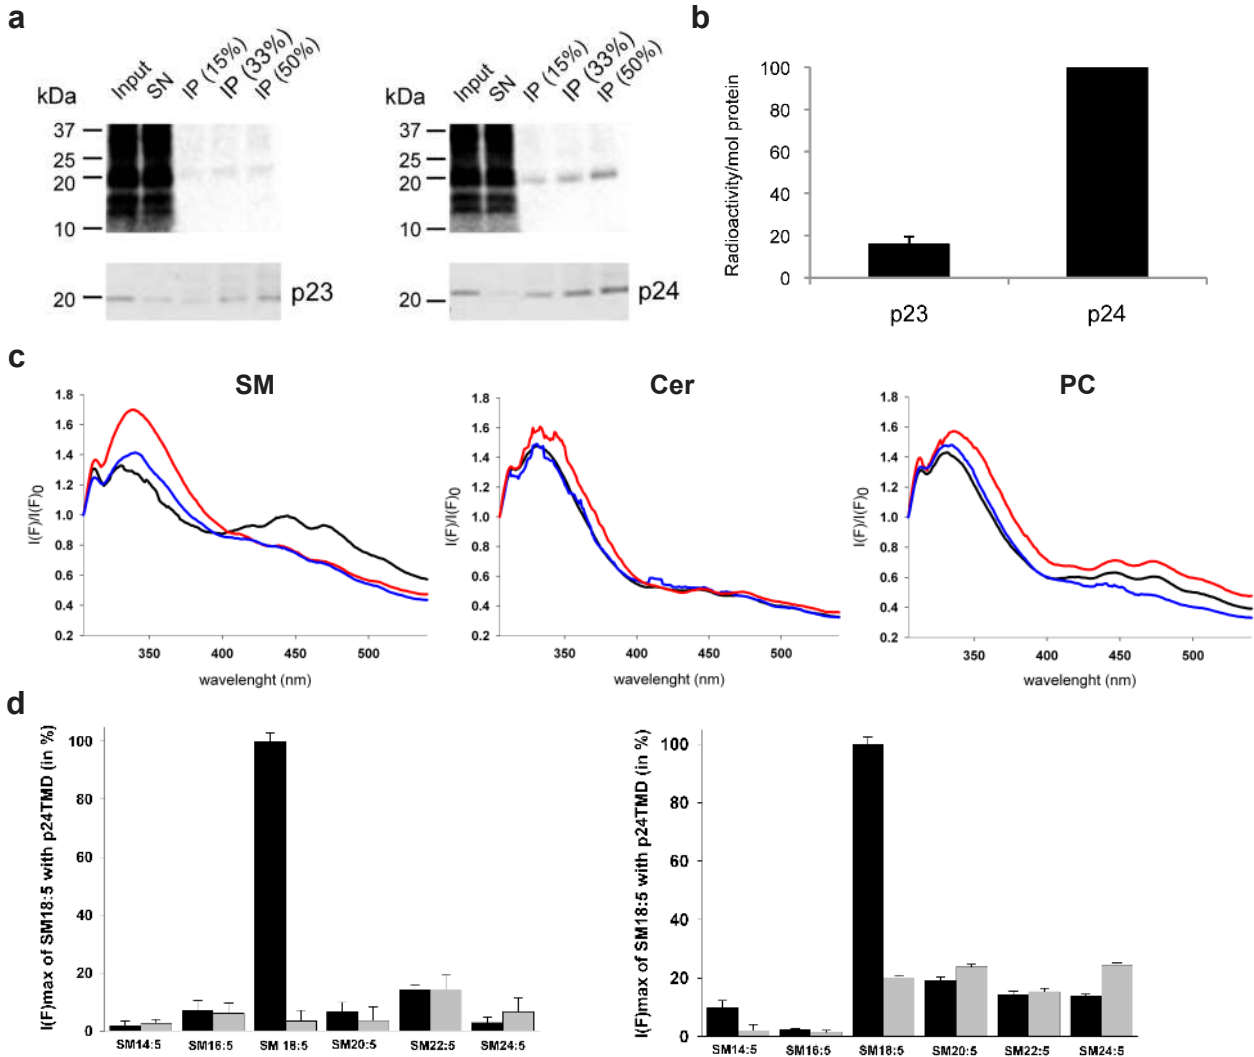 a
kDa
Input
SN
IP (15%)
IP (33%)
IP (50%)
37
25
20
10
20
p23
kDa
Input
SN
IP (15%)
IP (33%)
IP (50%)
37
25
20
10
20
p24
b
Radioactivity/mol protein
100
80
60
40
20
0
p23
p24
c
SM
I(F)/I(F)0
1.8
1.6
1.4
1.2
1.0
0.8
0.6
0.4
0.2
350 400 450 500
wavelenght (nm)
Cer
I(F)/I(F)0
1.8
1.6
1.4
1.2
1.0
0.8
0.6
0.4
0.2
350 400 450 500
wavelenght (nm)
PC
I(F)/I(F)0
1.8
1.6
1.4
1.2
1.0
0.8
0.6
0.4
0.2
350 400 450 500
wavelenght (nm)
d
I(F)max of SM18:5 with p24TMD (in %)
100
80
60
40
20
0
SM14:5 SM16:5 SM 18:5 SM20:5 SM22:5 SM24:5
I(F)max of SM18:5 with p24TMD (in %)
100
80
60
40
20
0
SM14:5 SM16:5 SM18:5 SM20:5 SM22:5 SM24:5